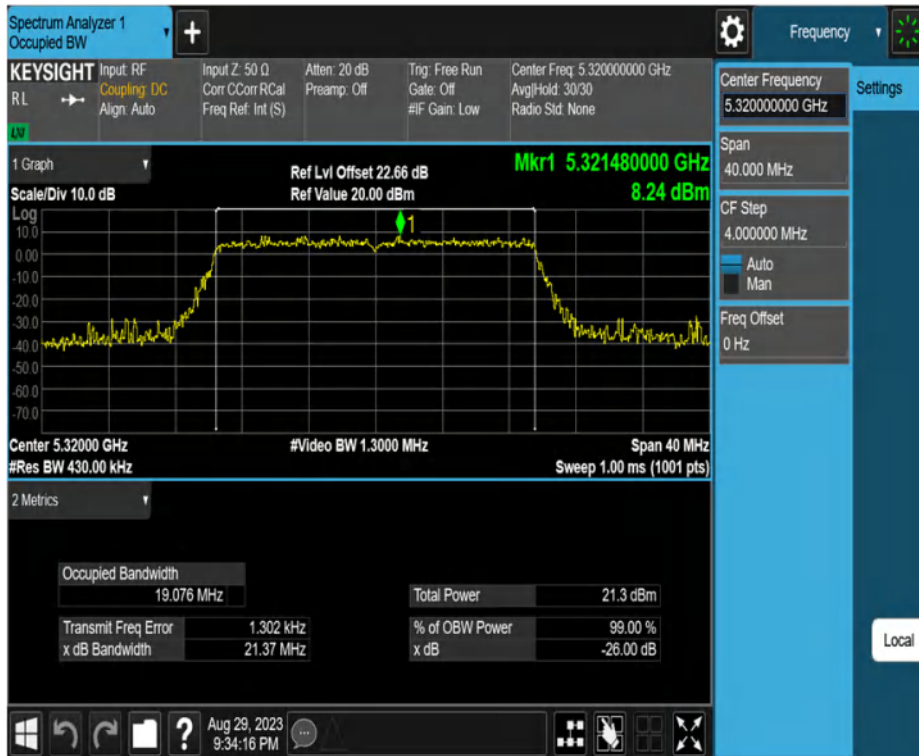 Spectrum Analyzer 1
Occupied BW
+
Frequency
KEYSIGHT
RL
LXI
Input: RF
Coupling: DC
Align: Auto
Input Z: 50 Ω
Corr CCorr RCal
Freq Ref: Int (S)
Atten: 20 dB
Preamp: Off
Trig: Free Run
Gate: Off
#IF Gain: Low
Center Freq: 5.320000000 GHz
Avg|Hold: 30/30
Radio Std: None
Center Frequency
5.320000000 GHz
Settings
Span
40.000 MHz
CF Step
4.000000 MHz
Auto
Man
Freq Offset
0 Hz
1 Graph
Scale/Div 10.0 dB
Ref Lvl Offset 22.66 dB
Ref Value 20.00 dBm
Mkr1 5.321480000 GHz
8.24 dBm
Log
10.0
0.00
-10.0
-20.0
-30.0
-40.0
-50.0
-60.0
-70.0
1
Center 5.32000 GHz
#Video BW 1.3000 MHz
Span 40 MHz
#Res BW 430.00 kHz
Sweep 1.00 ms (1001 pts)
2 Metrics
Occupied Bandwidth
19.076 MHz
Total Power 21.3 dBm
Transmit Freq Error 1.302 kHz
% of OBW Power 99.00 %
x dB Bandwidth 21.37 MHz
x dB -26.00 dB
Local
?
Aug 29, 2023
9:34:16 PM